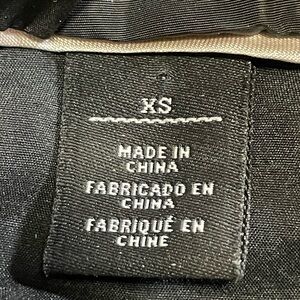 XS
MADE IN
CHINA
FABRICADO EN
CHINA
FABRIQUÉ EN
CHINE